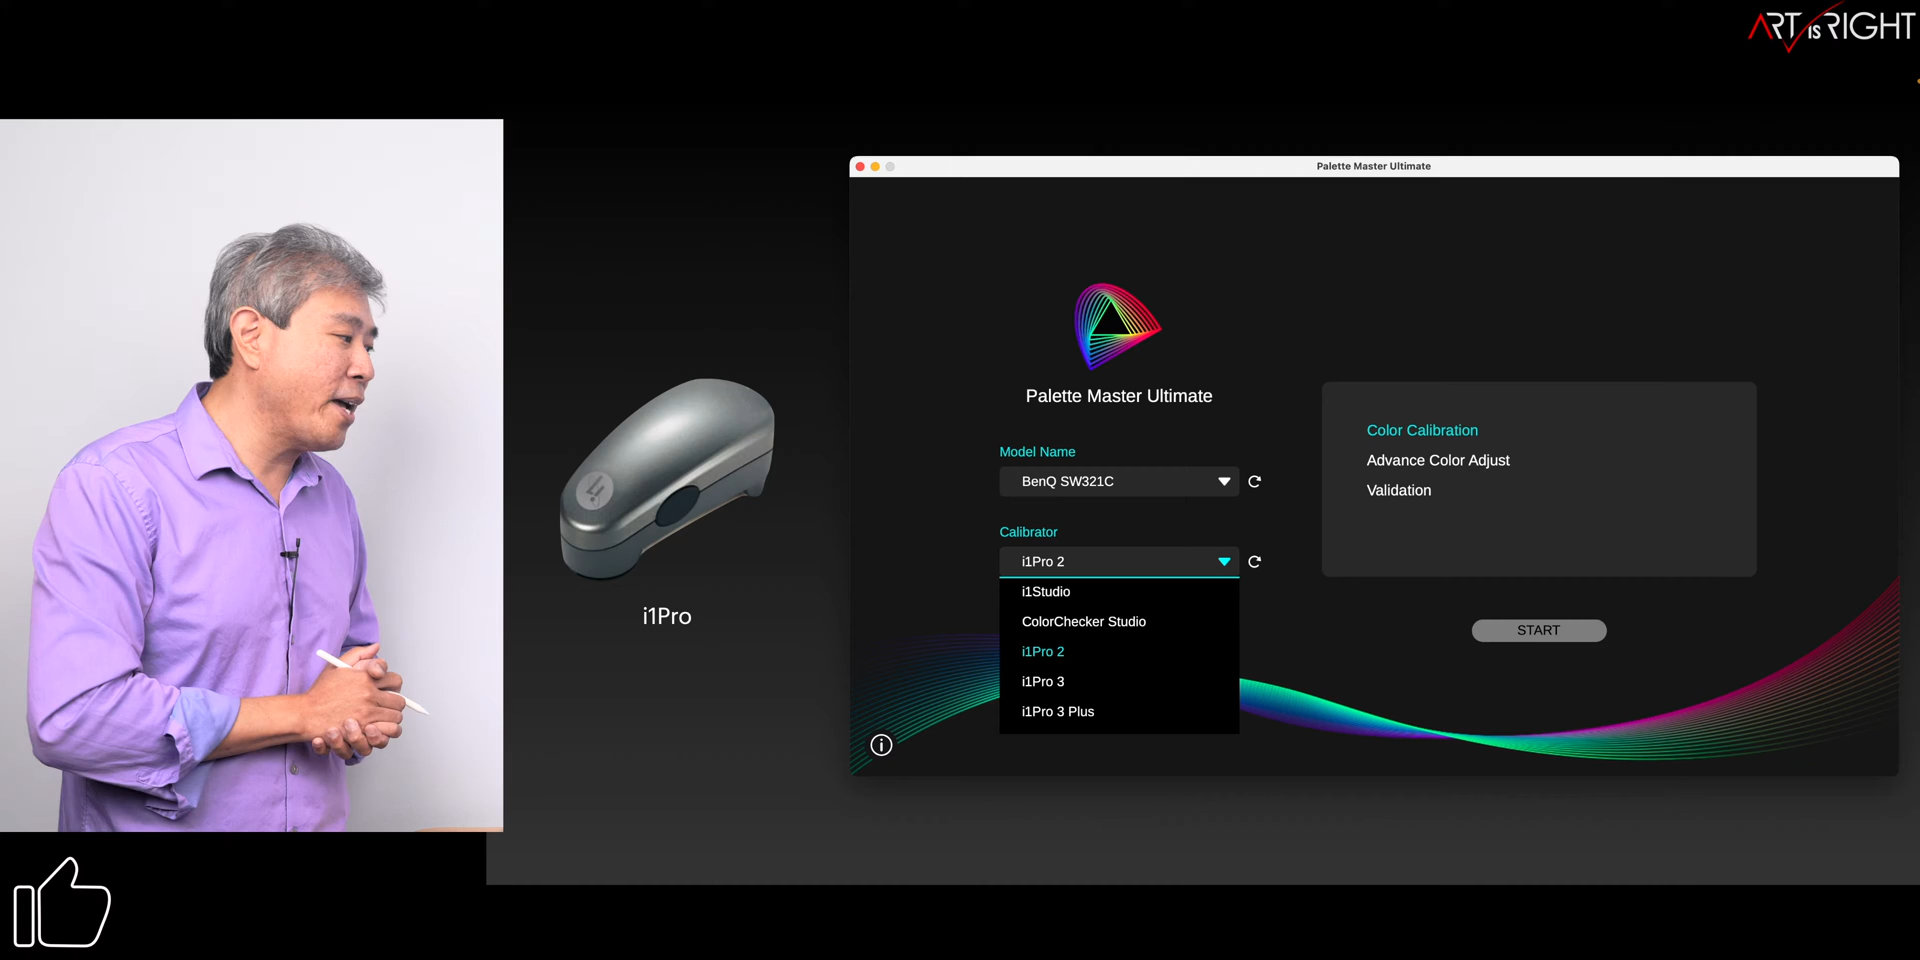 ART is RIGHT
Palette Master Ultimate
Palette Master Ultimate
Model Name
BenQ SW321C
Calibrator
i1Pro 2
i1Studio
ColorChecker Studio
i1Pro 2
i1Pro 3
i1Pro 3 Plus
Color Calibration
Advance Color Adjust
Validation
START
i1Pro